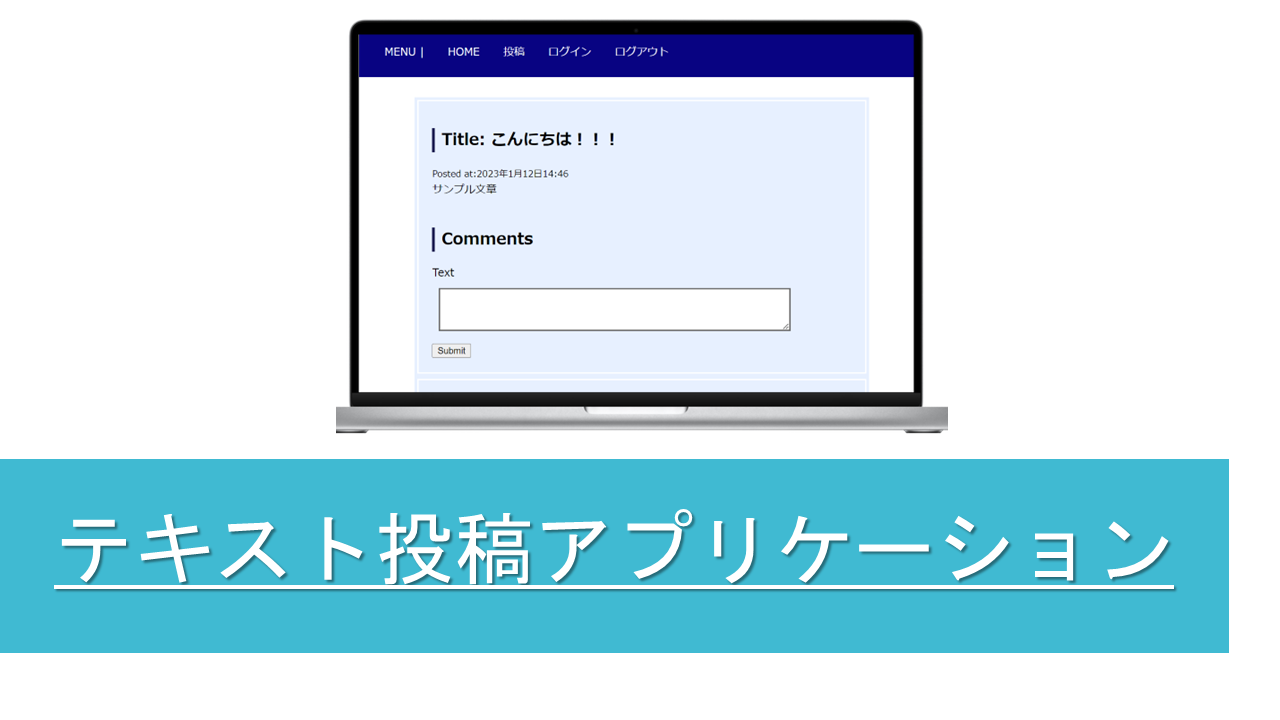 MENU | HOME 投稿 ログイン ログアウト
Title: こんにちは！！！
Posted at:2023年1月12日14:46
サンプル文章
Comments
Text
Submit
テキスト投稿アプリケーション